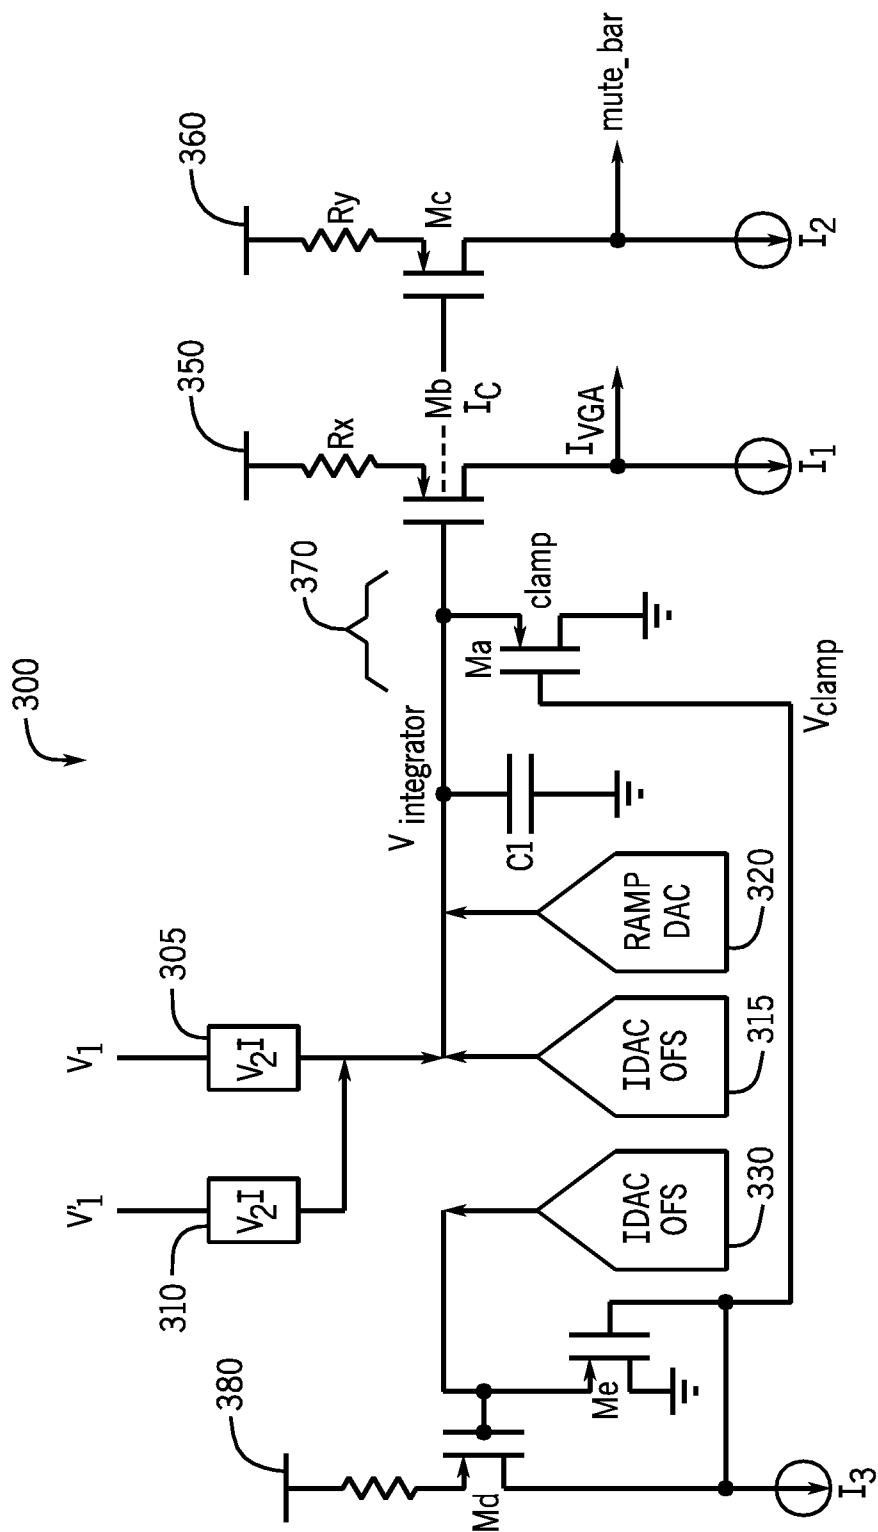 300
360
Ry
Mc
mute_bar
I2
350
Rx
Mb
IC
IVGA
I1
370
clamp
Ma
Vclamp
V integrator
C1
V1
305
V2I
RAMP
DAC
320
IDAC
OFS
315
V'1
V2I
310
IDAC
OFS
330
380
Me
Md
I3